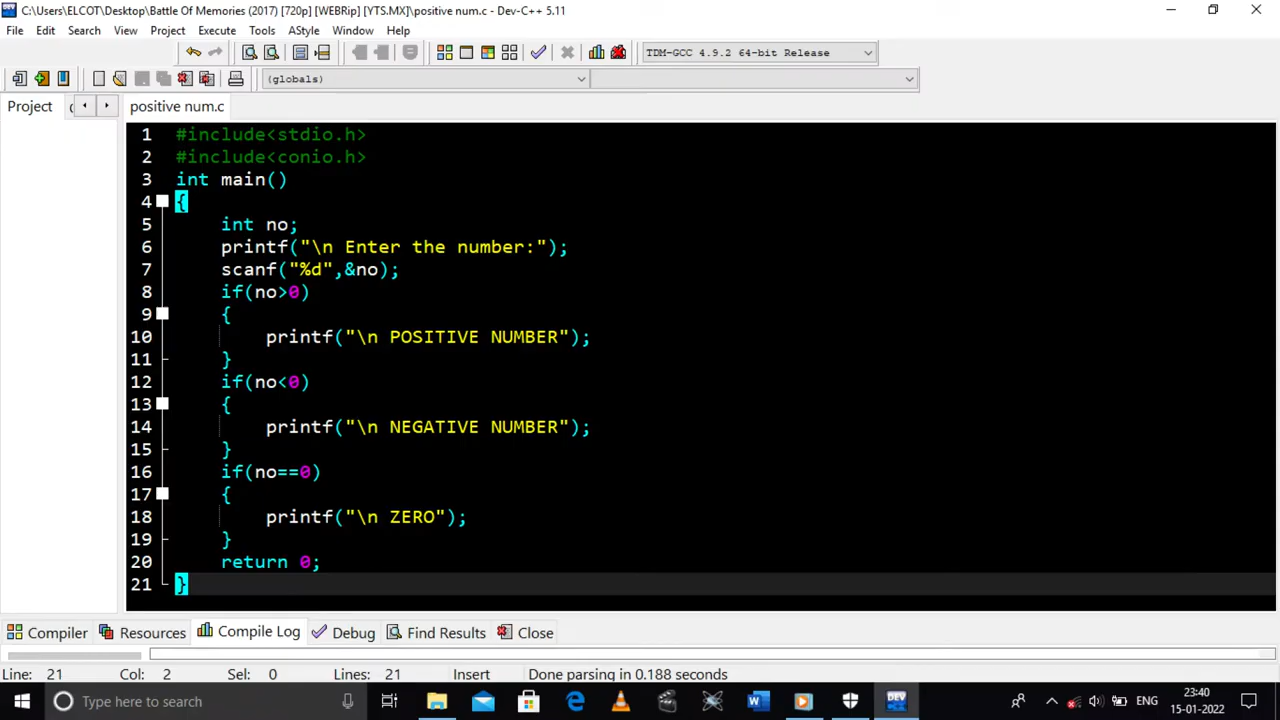 C:\Users\ELCOT\Desktop\Battle Of Memories (2017) [720p] [WEBRip] [YTS.MX]\positive num.c - Dev-C++ 5.11
File Edit Search View Project Execute Tools AStyle Window Help
TDM-GCC 4.9.2 64-bit Release
(globals)
Project
positive num.c
1 #include<stdio.h>
2 #include<conio.h>
3 int main()
4 {
5 int no;
6 printf("\n Enter the number:");
7 scanf("%d",&no);
8 if(no>0)
9 {
10 printf("\n POSITIVE NUMBER");
11 }
12 if(no<0)
13 {
14 printf("\n NEGATIVE NUMBER");
15 }
16 if(no==0)
17 {
18 printf("\n ZERO");
19 }
20 return 0;
21 }
Compiler Resources Compile Log Debug Find Results Close
Line: 21 Col: 2 Sel: 0 Lines: 21 Insert Done parsing in 0.188 seconds
Type here to search
DEV
ENG
23:40
15-01-2022